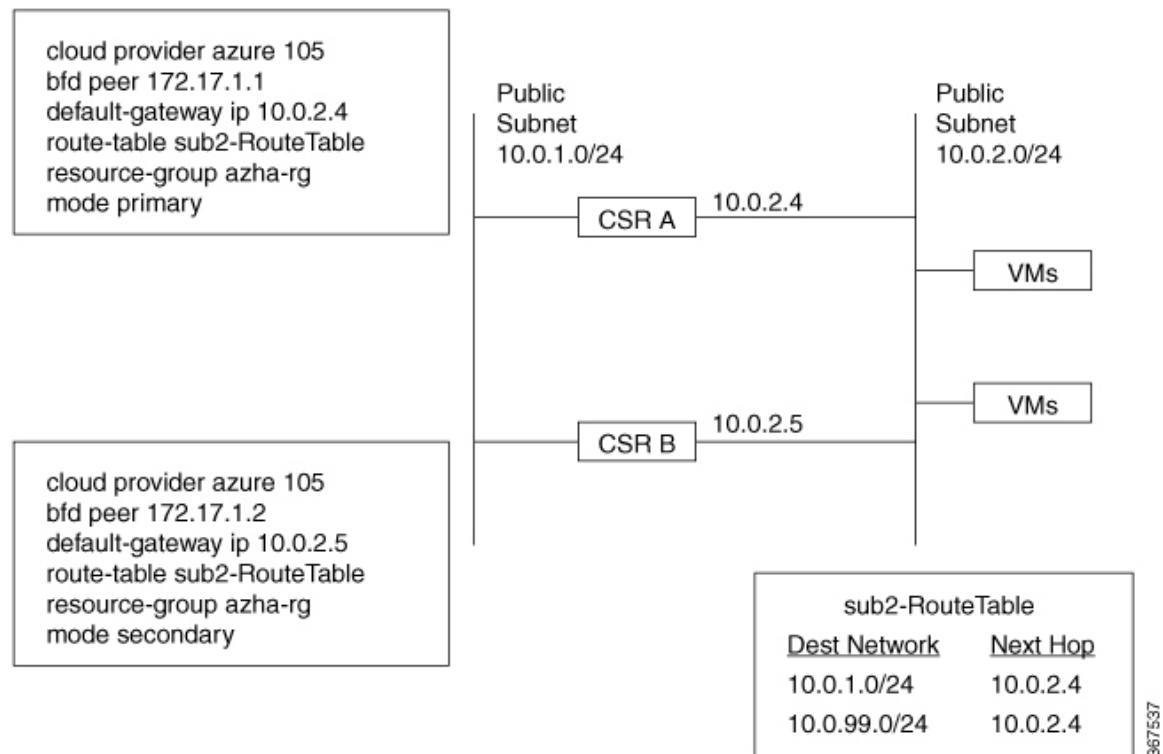 cloud provider azure 105
bfd peer 172.17.1.1
default-gateway ip 10.0.2.4
route-table sub2-RouteTable
resource-group azha-rg
mode primary
Public
Subnet
10.0.1.0/24
Public
Subnet
10.0.2.0/24
CSR A
10.0.2.4
VMs
VMs
CSR B
10.0.2.5
cloud provider azure 105
bfd peer 172.17.1.2
default-gateway ip 10.0.2.5
route-table sub2-RouteTable
resource-group azha-rg
mode secondary
sub2-RouteTable
Dest Network Next Hop
10.0.1.0/24 10.0.2.4
10.0.99.0/24 10.0.2.4
367537